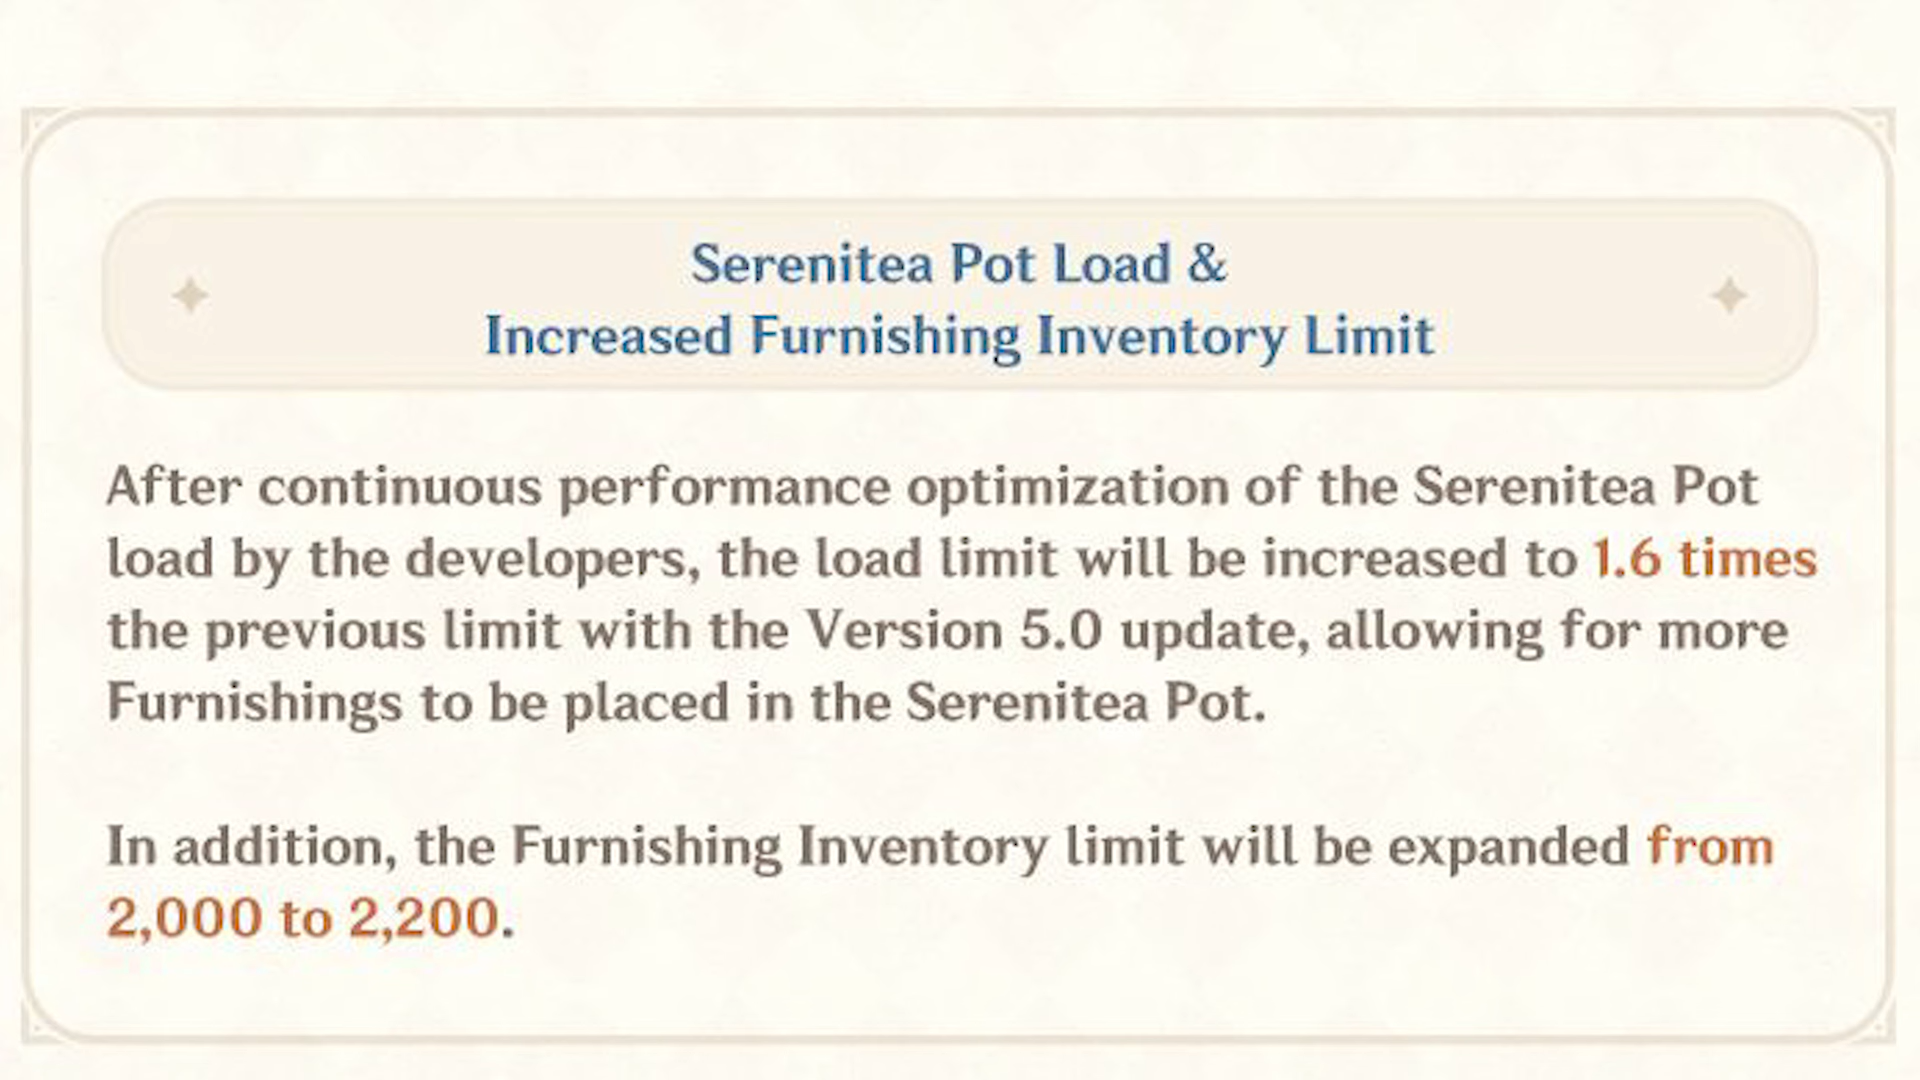 Serenitea Pot Load &
Increased Furnishing Inventory Limit
After continuous performance optimization of the Serenitea Pot
load by the developers, the load limit will be increased to 1.6 times
the previous limit with the Version 5.0 update, allowing for more
Furnishings to be placed in the Serenitea Pot.
In addition, the Furnishing Inventory limit will be expanded from
2,000 to 2,200.